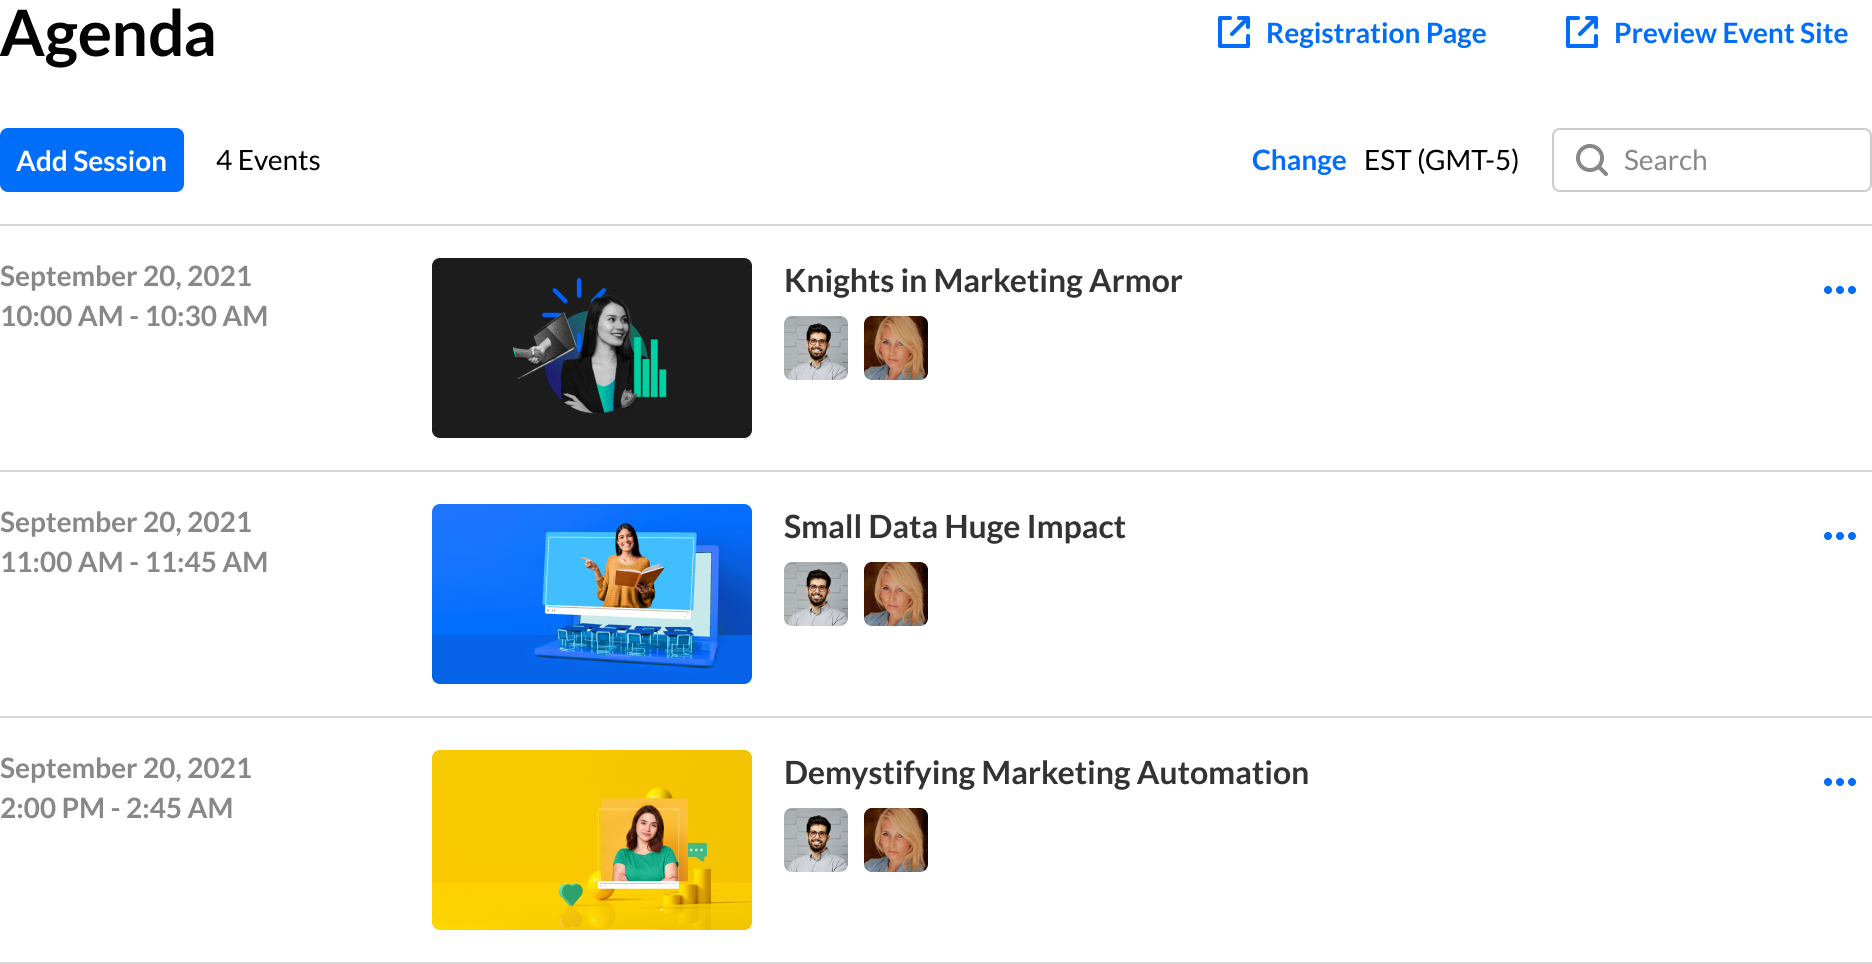 Agenda
Registration Page
Preview Event Site
Add Session
4 Events
Change EST (GMT-5)
Search
September 20, 2021
10:00 AM - 10:30 AM
Knights in Marketing Armor
September 20, 2021
11:00 AM - 11:45 AM
Small Data Huge Impact
September 20, 2021
2:00 PM - 2:45 AM
Demystifying Marketing Automation